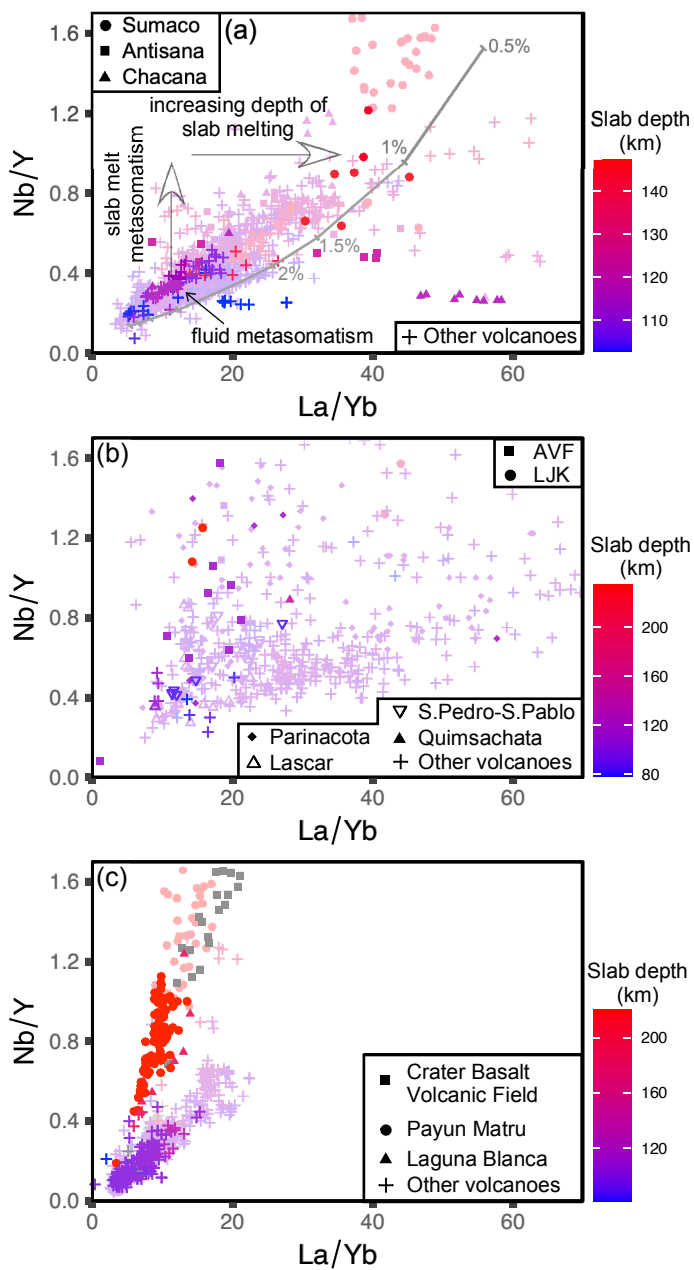 (a)
Sumaco
Antisana
Chacana
increasing depth of
slab melting
slab melt
metasomatism
fluid metasomatism
0.5%
1%
1.5%
2%
Other volcanoes
1.6
1.2
0.8
0.4
0.0
Nb/Y
0
20
40
60
La/Yb
Slab depth
(km)
140
130
120
110
(b)
AVF
LJK
S.Pedro-S.Pablo
Parinacota
Quimsachata
Lascar
Other volcanoes
1.6
1.2
0.8
0.4
0.0
Nb/Y
0
20
40
60
La/Yb
Slab depth
(km)
200
160
120
80
(c)
Crater Basalt
Volcanic Field
Payun Matru
Laguna Blanca
Other volcanoes
1.6
1.2
0.8
0.4
0.0
Nb/Y
0
20
40
60
La/Yb
Slab depth
(km)
200
160
120